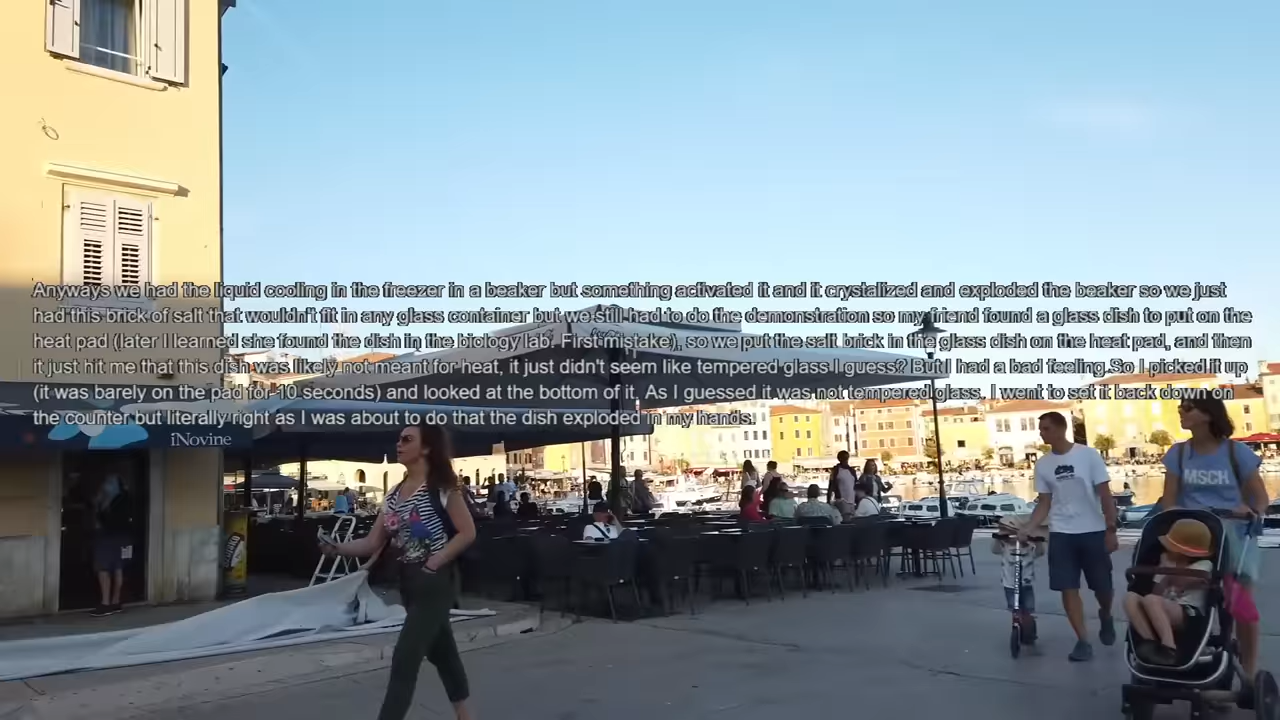 Anyways we had the liquid cooling in the freezer in a beaker but something activated it and it crystalized and exploded the beaker so we just
had this brick of salt that wouldn't fit in any glass container but we still had to do the demonstration so my friend found a glass dish to put on the
heat pad (later I learned she found the dish in the biology lab. First mistake), so we put the salt brick in the glass dish on the heat pad, and then
it just hit me that this dish was likely not meant for heat, it just didn't seem like tempered glass I guess? But I had a bad feeling.So I picked it up
(it was barely on the pad for 10 seconds) and looked at the bottom of it. As I guessed it was not tempered glass. I went to set it back down on
the counter but literally right as I was about to do that the dish exploded in my hands.
iNovine
MSCH